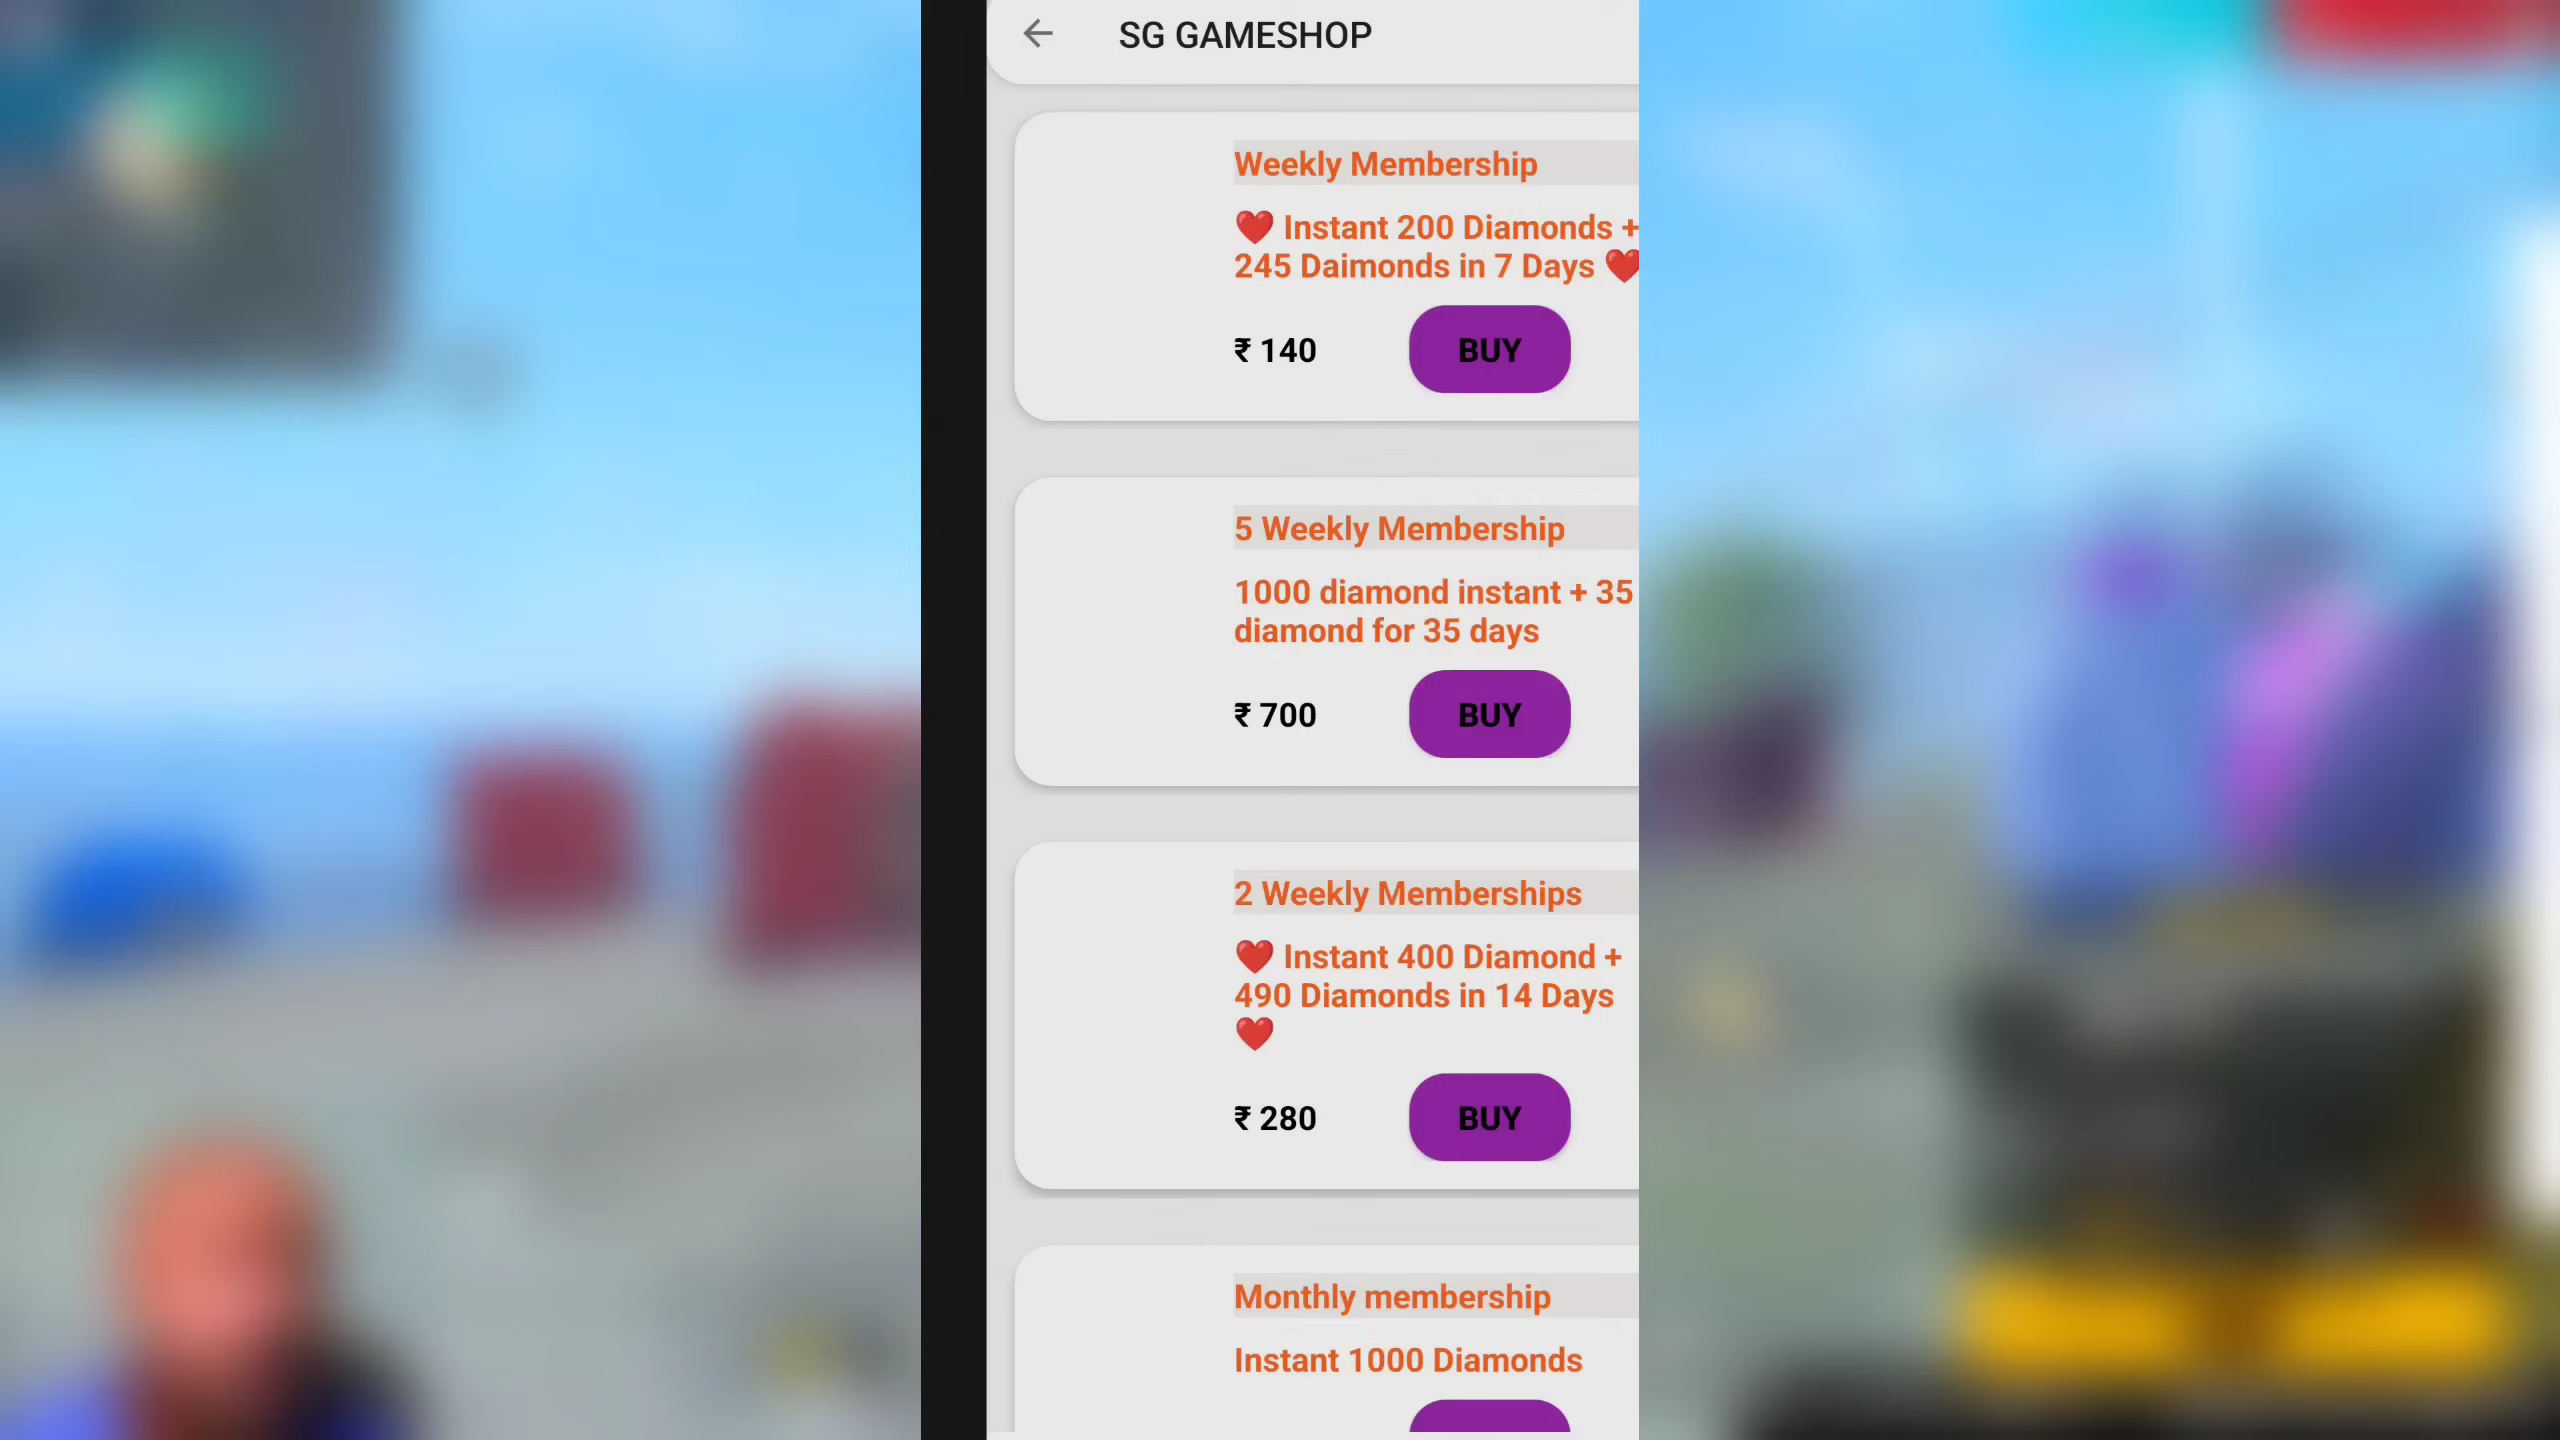 SG GAMESHOP
Weekly Membership
❤️ Instant 200 Diamonds +
245 Daimonds in 7 Days ❤️
₹ 140
BUY
5 Weekly Membership
1000 diamond instant + 35
diamond for 35 days
₹ 700
BUY
2 Weekly Memberships
❤️ Instant 400 Diamond +
490 Diamonds in 14 Days
❤️
₹ 280
BUY
Monthly membership
Instant 1000 Diamonds